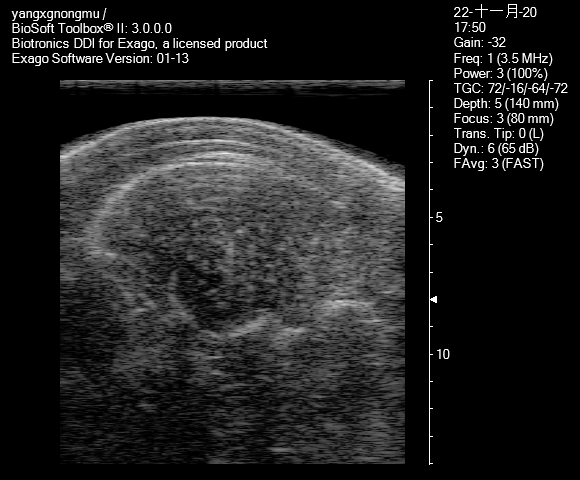 yangxgnongmu /
BioSoft Toolbox® II: 3.0.0.0
Biotronics DDI for Exago, a licensed product
Exago Software Version: 01-13
22-十一月-20
17:50
Gain: -32
Freq: 1 (3.5 MHz)
Power: 3 (100%)
TGC: 72/-16/-64/-72
Depth: 5 (140 mm)
Focus: 3 (80 mm)
Trans. Tip: 0 (L)
Dyn.: 6 (65 dB)
FAvg: 3 (FAST)
5
10